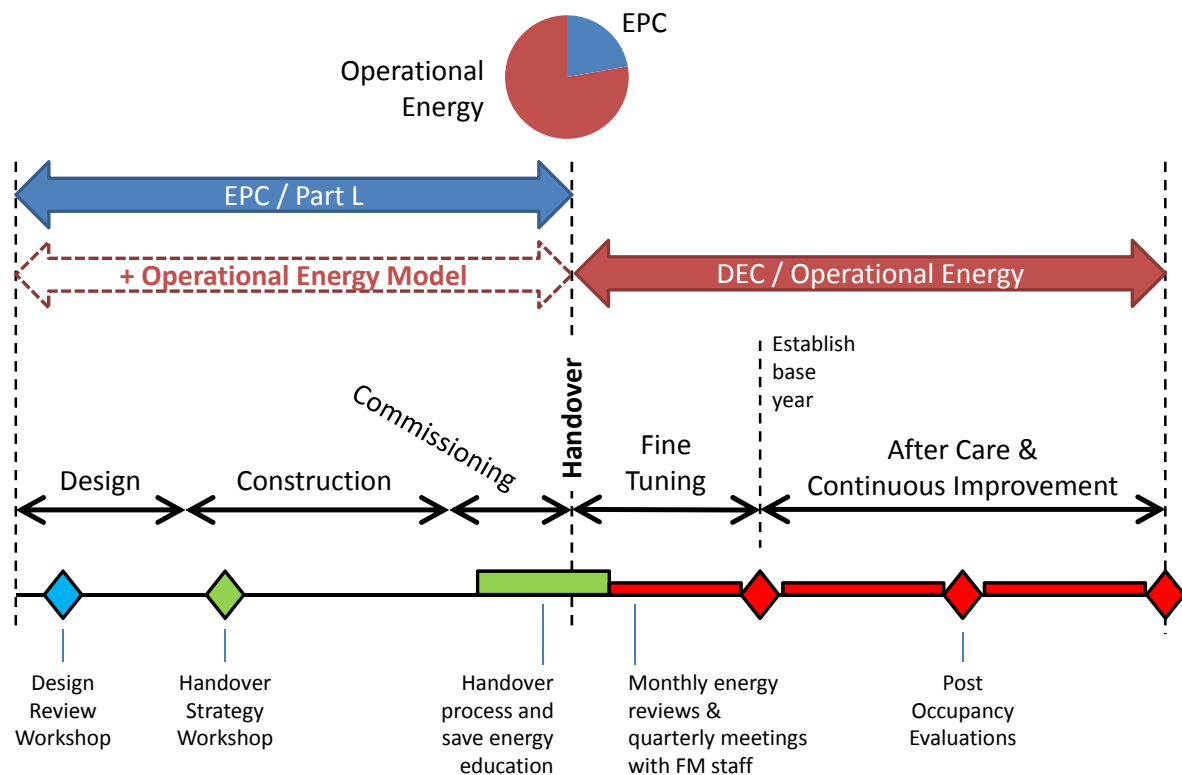 EPC
Operational
Energy
EPC / Part L
+ Operational Energy Model
DEC / Operational Energy
Establish
base
year
Commissioning
Handover
Fine
Tuning
After Care &
Continuous Improvement
Design
Construction
Design
Review
Workshop
Handover
Strategy
Workshop
Handover
process and
save energy
education
Monthly energy
reviews &
quarterly meetings
with FM staff
Post
Occupancy
Evaluations